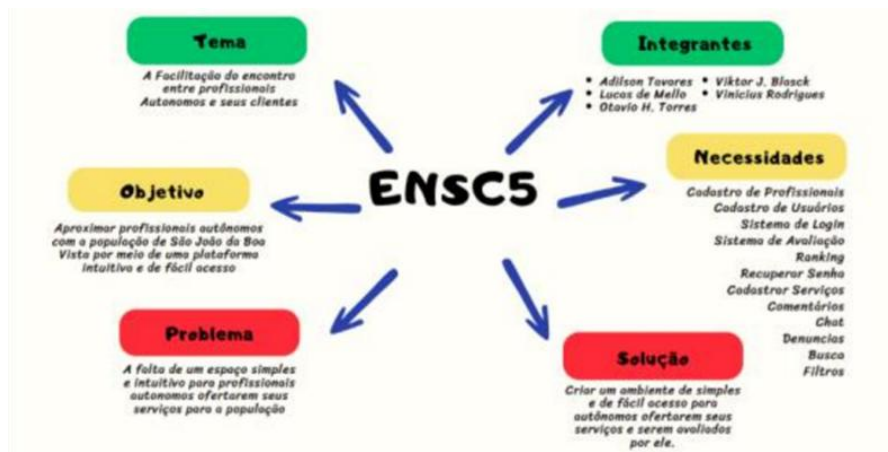 Tema
A Facilitação do encontro
entre profissionais
Autonomos e seus clientes
Integrantes
• Adilson Tavares • Viktor J. Blasck
• Lucas de Mello • Vinicius Rodrigues
• Otavio H. Torres
ENSC5
Objetivo
Aproximar profissionais autônomos
com a população de São João da Boa
Vista por meio de uma plataforma
intuitivo e de fácil acesso
Necessidades
Cadastro de Profissionais
Cadastro de Usuários
Sistema de Login
Sistema de Avaliação
Ranking
Recuperar Senha
Cadastrar Serviços
Comentários
Chat
Denuncias
Busca
Filtros
Problema
A falta de um espaço simples
e intuitivo para profissionais
autonomos ofertarem seus
serviços para a população
Solução
Criar um ambiente de simples
e de fácil acesso para
autônomos ofertarem seus
serviços e serem avaliados
por ele.